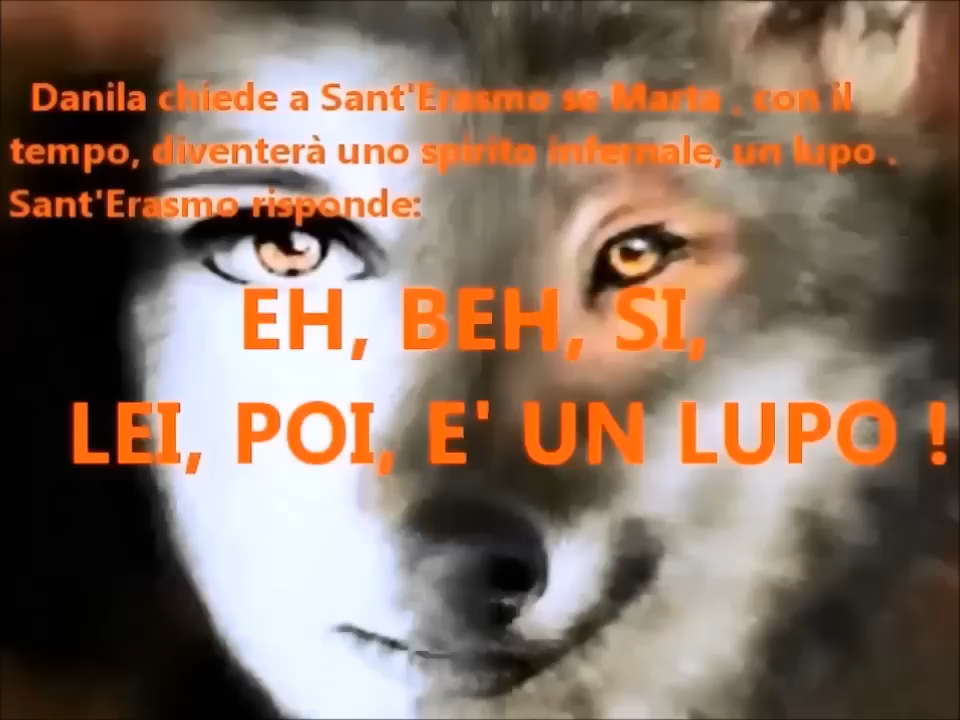 Danila chiede a Sant'Erasmo se Marta , con il
tempo, diventerà uno spirito infernale, un lupo .
Sant'Erasmo risponde:
EH, BEH, SI,
LEI, POI, E' UN LUPO !